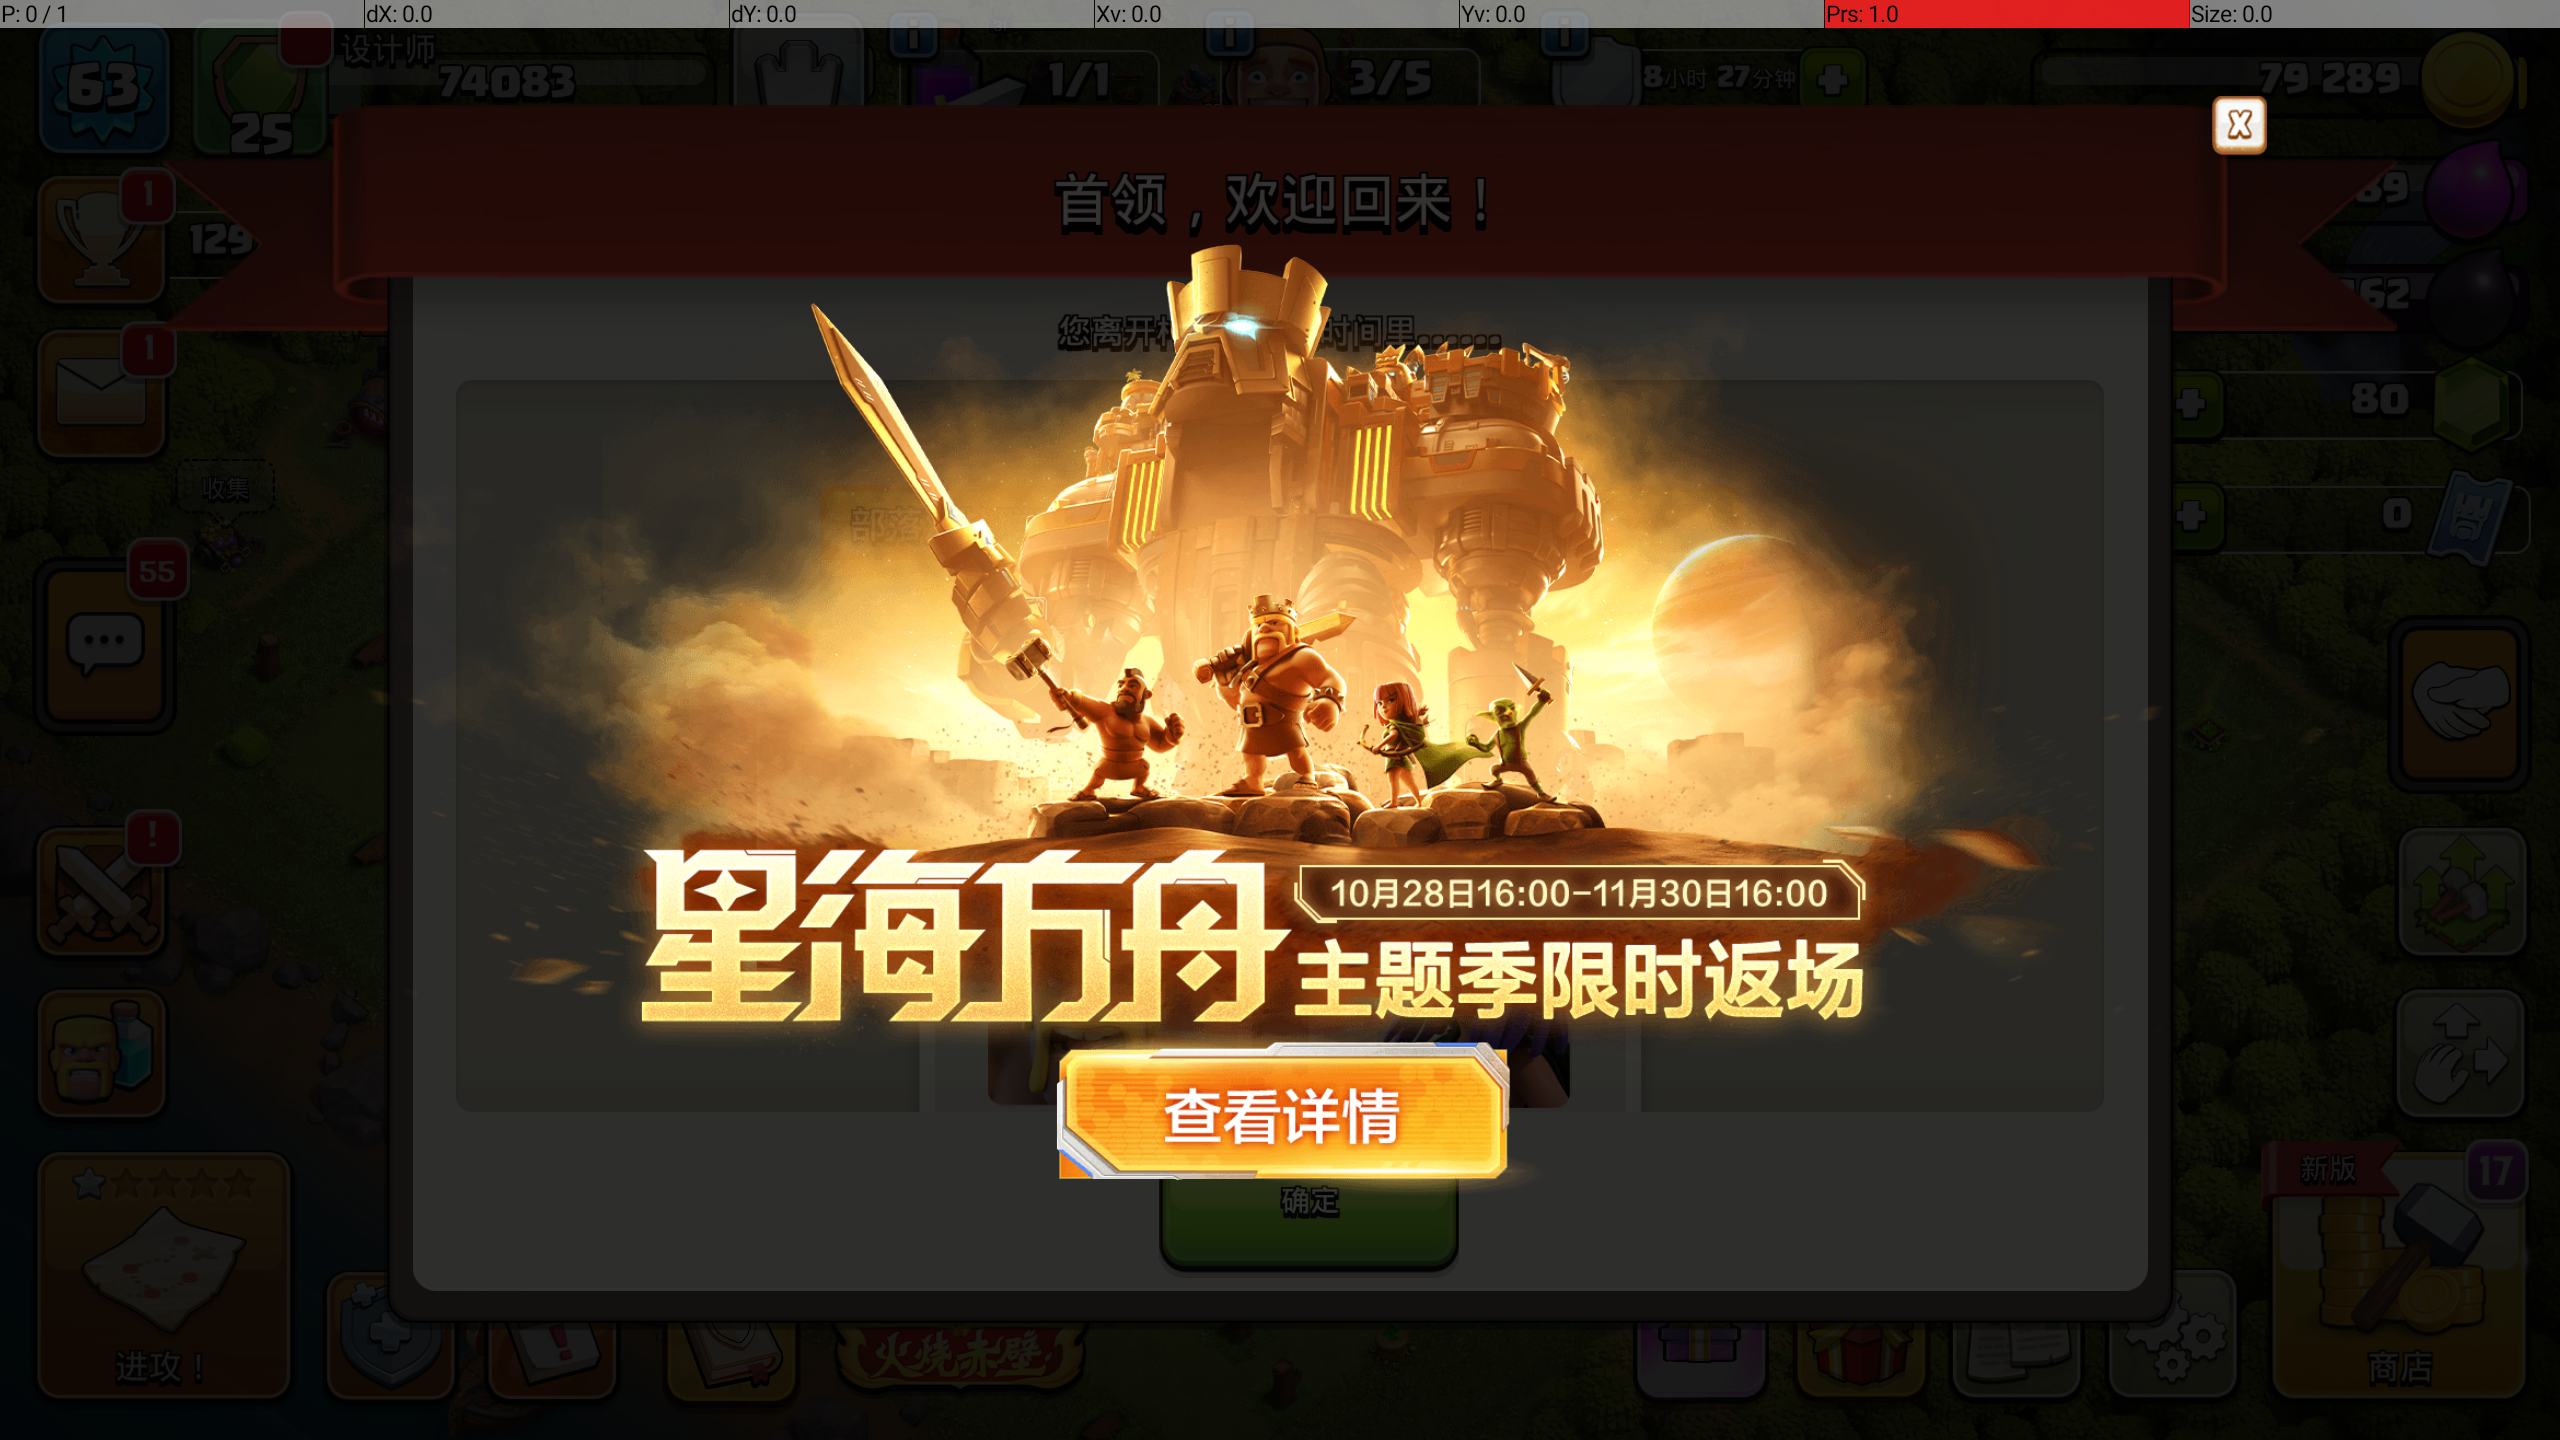 P: 0 / 1
dX: 0.0
dY: 0.0
Xv: 0.0
Yv: 0.0
Prs: 1.0
Size: 0.0
63
25
设计师
74083
1/1
3/5
8小时 27分钟
79 289
X
首领，欢迎回来！
1
129
1
80
0
收集
55
!
10月28日16:00-11月30日16:00
星海方舟
主题季限时返场
查看详情
确定
新版
17
进攻！
火烧赤壁
商店